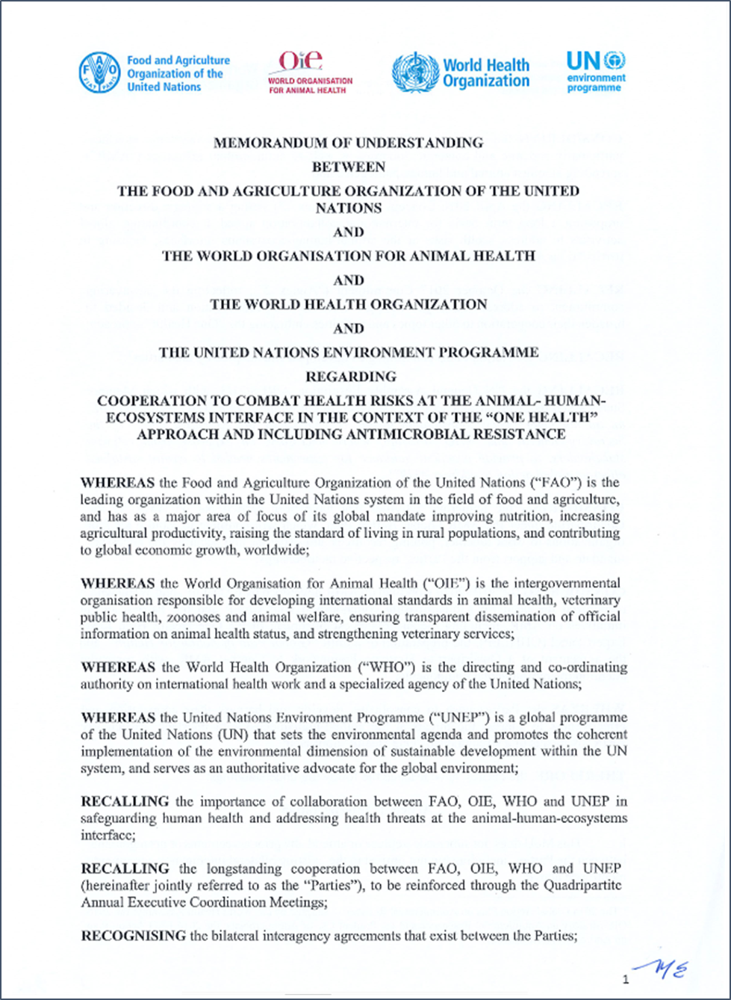 Food and Agriculture
Organization of the
United Nations
FAO
FIAT PANIS
OiE
WORLD ORGANISATION
FOR ANIMAL HEALTH
World Health
Organization
UN
environment
programme
MEMORANDUM OF UNDERSTANDING
BETWEEN
THE FOOD AND AGRICULTURE ORGANIZATION OF THE UNITED
NATIONS
AND
THE WORLD ORGANISATION FOR ANIMAL HEALTH
AND
THE WORLD HEALTH ORGANIZATION
AND
THE UNITED NATIONS ENVIRONMENT PROGRAMME
REGARDING
COOPERATION TO COMBAT HEALTH RISKS AT THE ANIMAL- HUMAN-
ECOSYSTEMS INTERFACE IN THE CONTEXT OF THE “ONE HEALTH”
APPROACH AND INCLUDING ANTIMICROBIAL RESISTANCE
WHEREAS the Food and Agriculture Organization of the United Nations (“FAO”) is the
leading organization within the United Nations system in the field of food and agriculture,
and has as a major area of focus of its global mandate improving nutrition, increasing
agricultural productivity, raising the standard of living in rural populations, and contributing
to global economic growth, worldwide;
WHEREAS the World Organisation for Animal Health (“OIE”) is the intergovernmental
organisation responsible for developing international standards in animal health, veterinary
public health, zoonoses and animal welfare, ensuring transparent dissemination of official
information on animal health status, and strengthening veterinary services;
WHEREAS the World Health Organization (“WHO”) is the directing and co-ordinating
authority on international health work and a specialized agency of the United Nations;
WHEREAS the United Nations Environment Programme (“UNEP”) is a global programme
of the United Nations (UN) that sets the environmental agenda and promotes the coherent
implementation of the environmental dimension of sustainable development within the UN
system, and serves as an authoritative advocate for the global environment;
RECALLING the importance of collaboration between FAO, OIE, WHO and UNEP in
safeguarding human health and addressing health threats at the animal-human-ecosystems
interface;
RECALLING the longstanding cooperation between FAO, OIE, WHO and UNEP
(hereinafter jointly referred to as the “Parties”), to be reinforced through the Quadripartite
Annual Executive Coordination Meetings;
RECOGNISING the bilateral interagency agreements that exist between the Parties;
1
ME